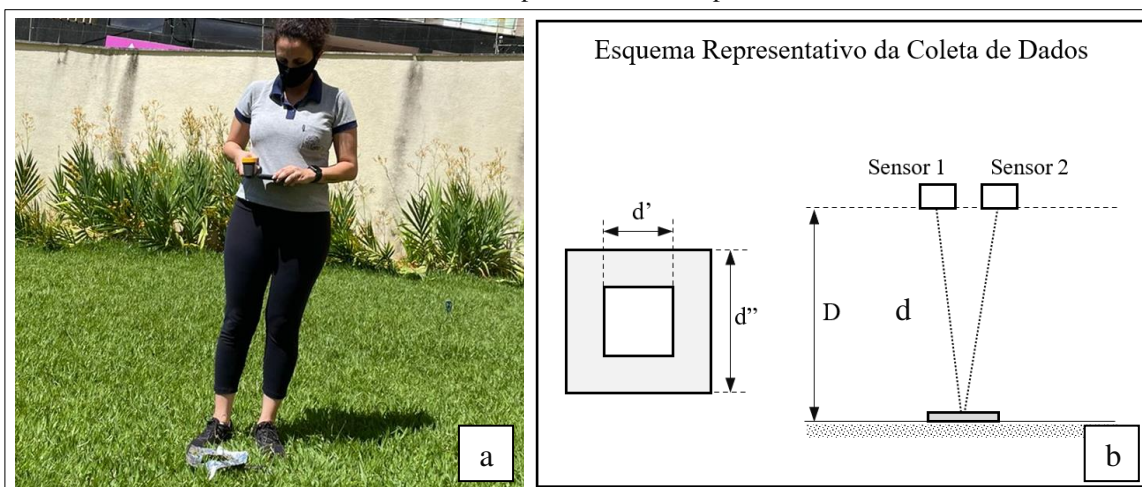 Esquema Representativo da Coleta de Dados
Sensor 1 Sensor 2
d’
d”
D
d
a
b